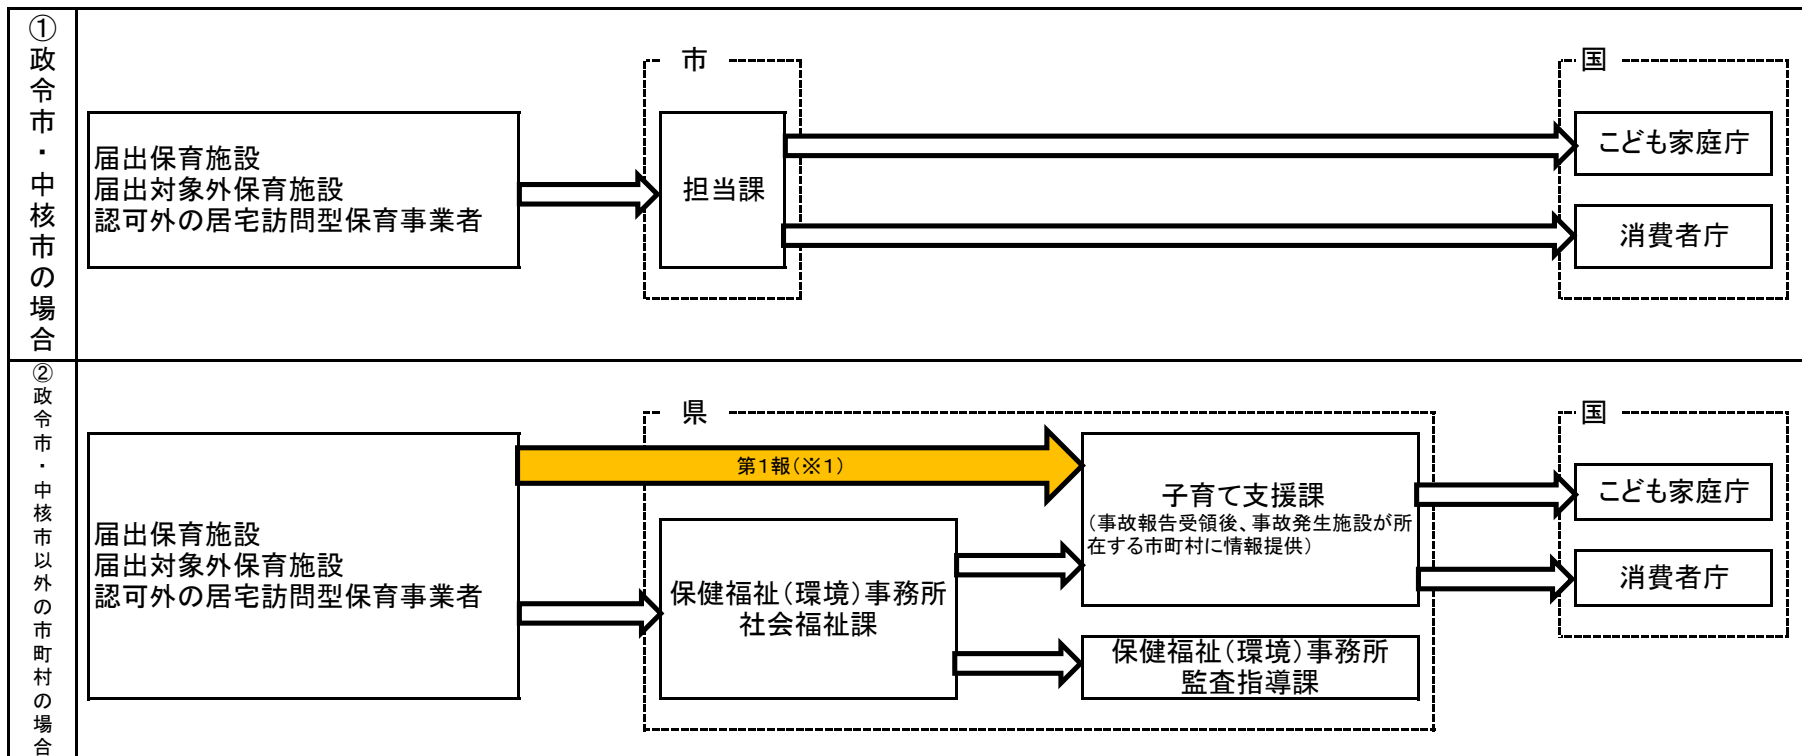 ①政令市・中核市の場合
市
国
届出保育施設
届出対象外保育施設
認可外の居宅訪問型保育事業者
担当課
こども家庭庁
消費者庁
②政令市・中核市以外の市町村の場合
県
国
第1報(※1)
届出保育施設
届出対象外保育施設
認可外の居宅訪問型保育事業者
保健福祉(環境)事務所
社会福祉課
子育て支援課
(事故報告受領後、事故発生施設が所
在する市町村に情報提供)
保健福祉(環境)事務所
監査指導課
こども家庭庁
消費者庁